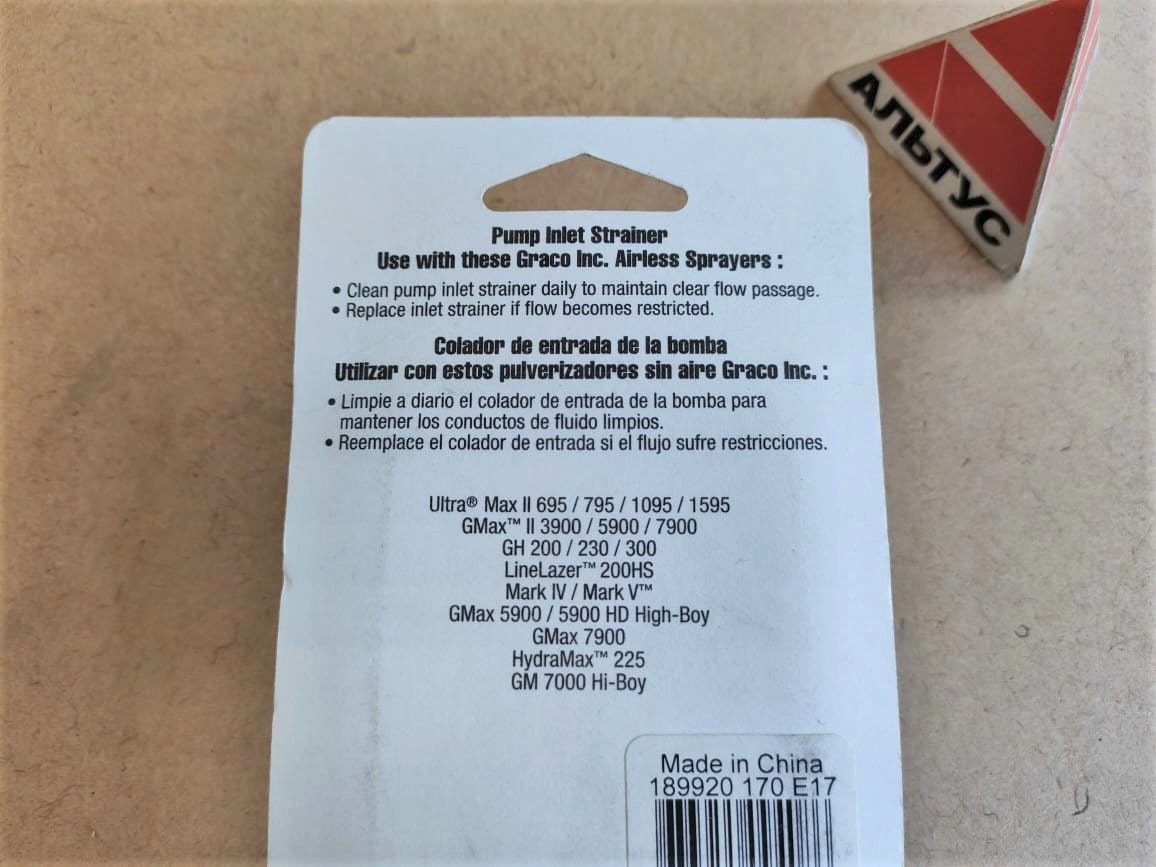 АЛЬТУС
Pump Inlet Strainer
Use with these Graco Inc. Airless Sprayers :
• Clean pump inlet strainer daily to maintain clear flow passage.
• Replace inlet strainer if flow becomes restricted.
Colador de entrada de la bomba
Utilizar con estos pulverizadores sin aire Graco Inc. :
• Limpie a diario el colador de entrada de la bomba para
mantener los conductos de fluido limpios.
• Reemplace el colador de entrada si el flujo sufre restricciones.
Ultra® Max II 695 / 795 / 1095 / 1595
GMax™ II 3900 / 5900 / 7900
GH 200 / 230 / 300
LineLazer™ 200HS
Mark IV / Mark V™
GMax 5900 / 5900 HD High-Boy
GMax 7900
HydraMax™ 225
GM 7000 Hi-Boy
Made in China
189920 170 E17